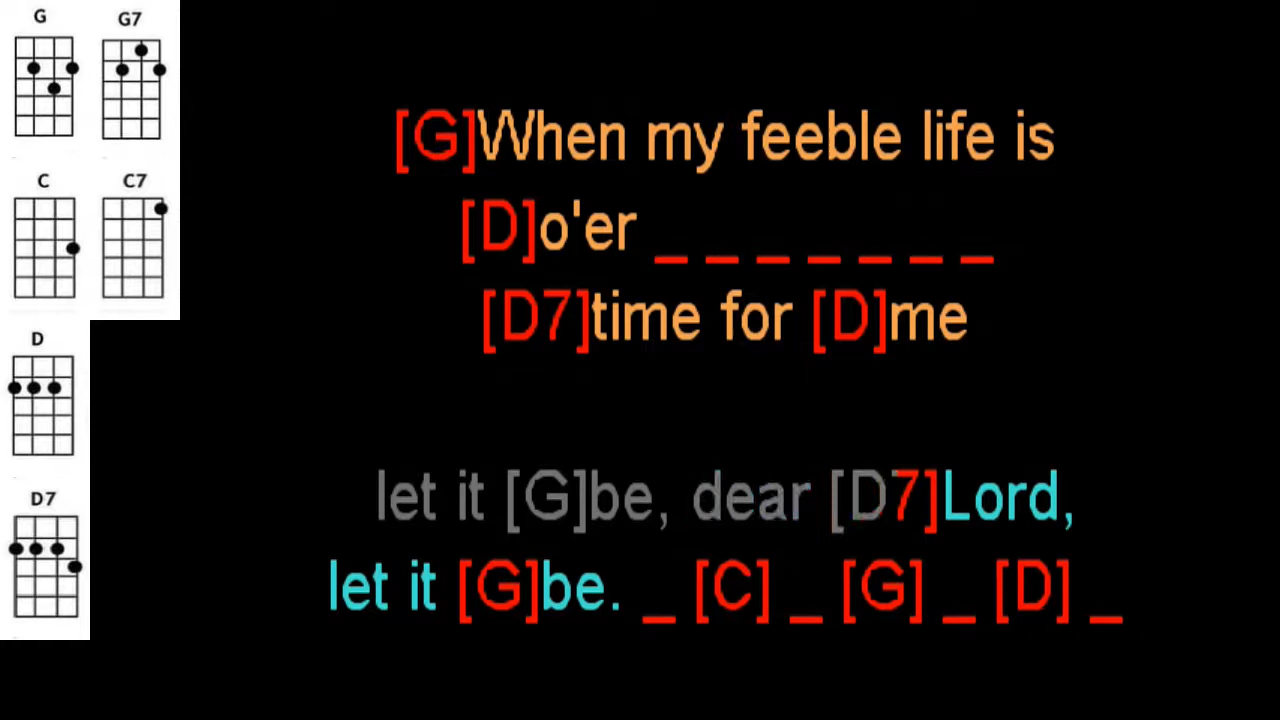 G G7
C C7
D
D7
[G]When my feeble life is
[D]o'er _ _ _ _ _ _ _
[D7]time for [D]me
let it [G]be, dear [D7]Lord,
let it [G]be. _ [C] _ [G] _ [D] _